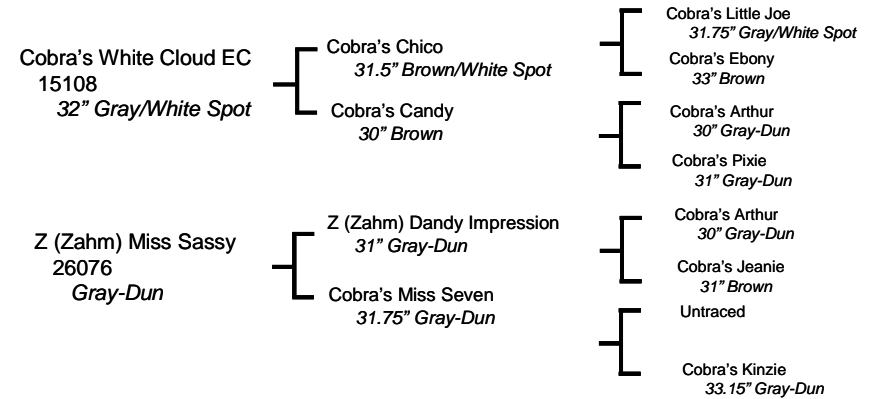 Cobra's White Cloud EC
15108
32” Gray/White Spot
Z (Zahm) Miss Sassy
26076
Gray-Dun
Cobra's Chico
31.5” Brown/White Spot
Cobra's Candy
30” Brown
Z (Zahm) Dandy Impression
31” Gray-Dun
Cobra's Miss Seven
31.75” Gray-Dun
Cobra's Little Joe
31.75” Gray/White Spot
Cobra's Ebony
33” Brown
Cobra's Arthur
30” Gray-Dun
Cobra's Pixie
31” Gray-Dun
Cobra's Arthur
30” Gray-Dun
Cobra's Jeanie
31” Brown
Untraced
Cobra's Kinzie
33.15” Gray-Dun